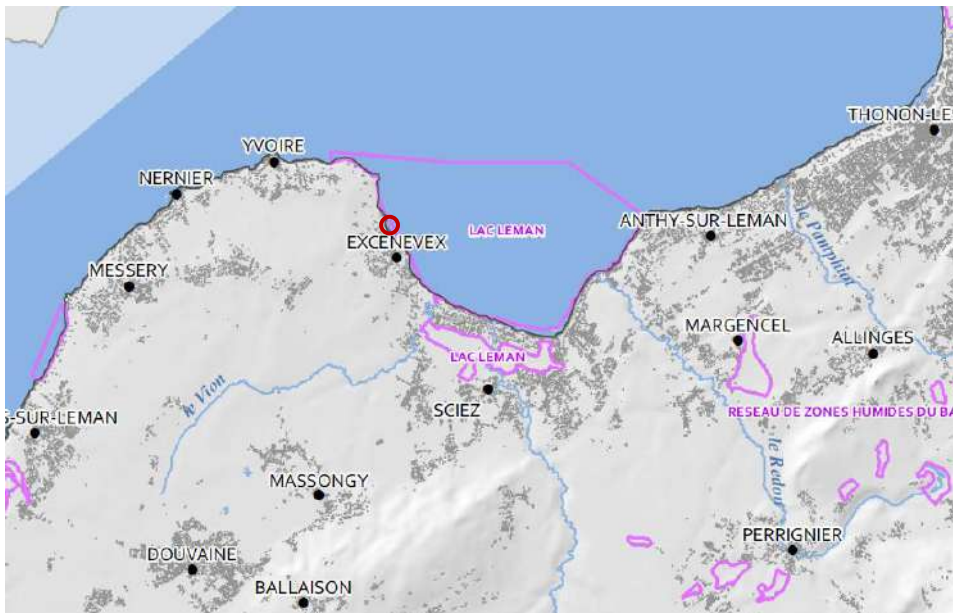 THONON-LE
YVOIRE
NERNIER
ANTHY-SUR-LEMAN
LAC LEMAN
EXCENEVEX
la Pamphiot
MESSERY
MARGENCEL
ALLINGES
LAC LEMAN
le Vion
SCIEZ
RESEAU DE ZONES HUMIDES DU BA
S-SUR-LEMAN
le Redon
MASSONGY
PERRIGNIER
DOUVAINE
BALLAISON